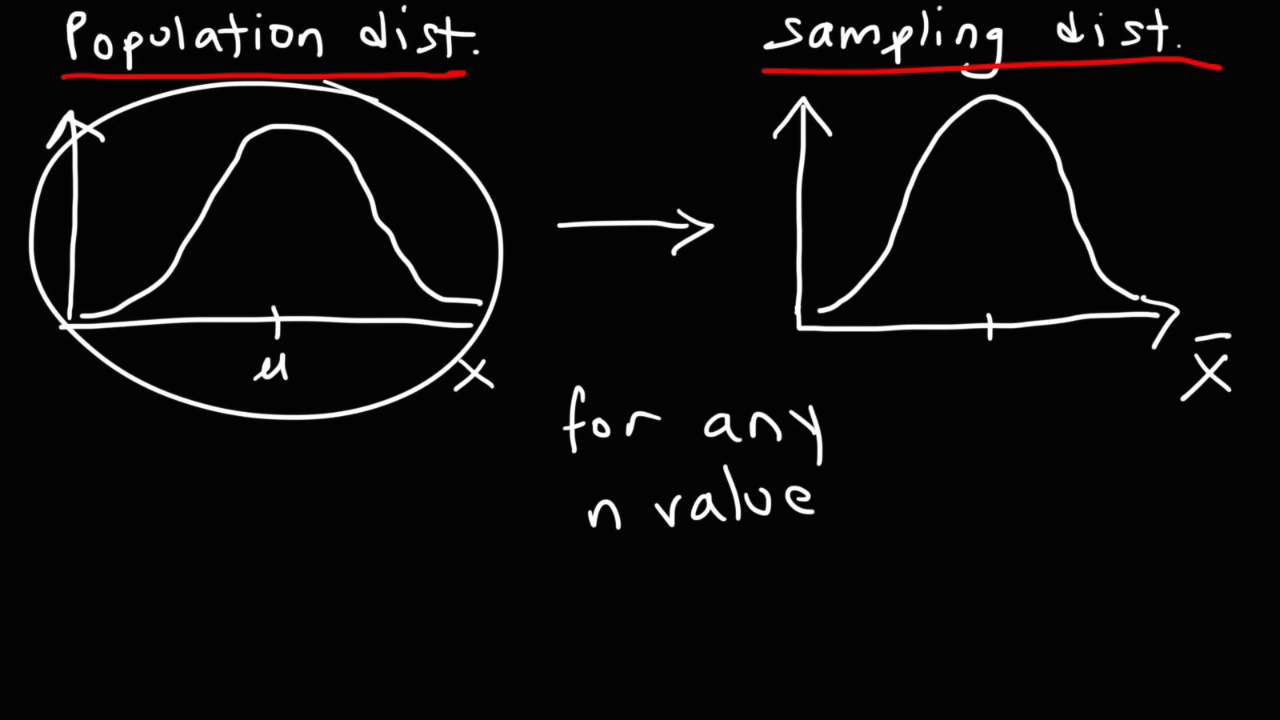 Population dist.
sampling dist.
μ
x
x̄
for any
n value